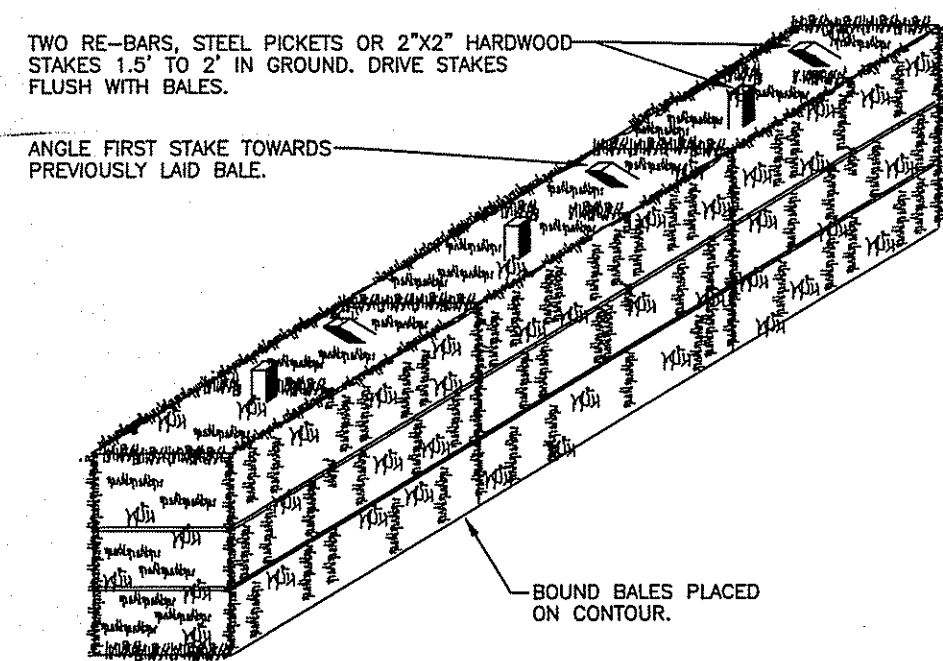 TWO RE-BARS, STEEL PICKETS OR 2"X2" HARDWOOD
STAKES 1.5' TO 2' IN GROUND. DRIVE STAKES
FLUSH WITH BALES.
ANGLE FIRST STAKE TOWARDS
PREVIOUSLY LAID BALE.
BOUND BALES PLACED
ON CONTOUR.